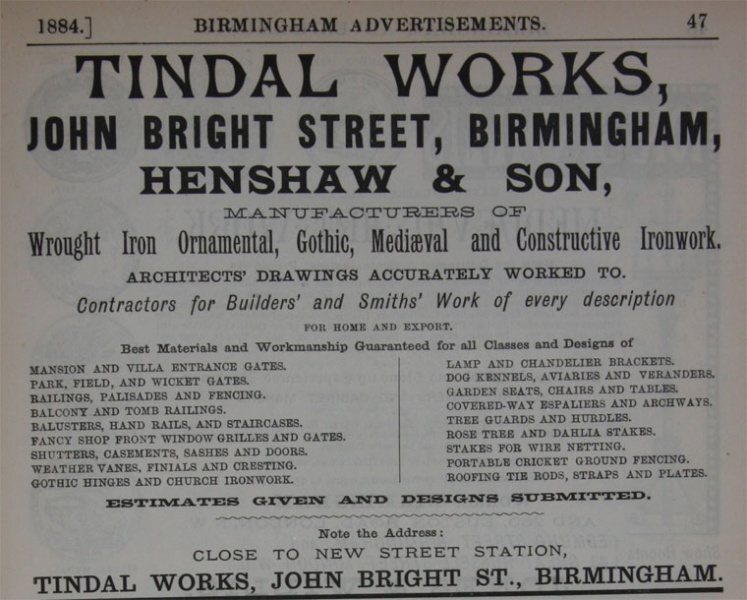 1884.] BIRMINGHAM ADVERTISEMENTS. 47
TINDAL WORKS,
JOHN BRIGHT STREET, BIRMINGHAM,
HENSHAW & SON,
MANUFACTURERS OF
Wrought Iron Ornamental, Gothic, Mediæval and Constructive Ironwork.
ARCHITECTS' DRAWINGS ACCURATELY WORKED TO.
Contractors for Builders' and Smiths' Work of every description
FOR HOME AND EXPORT.
Best Materials and Workmanship Guaranteed for all Classes and Designs of
MANSION AND VILLA ENTRANCE GATES.
PARK, FIELD, AND WICKET GATES.
RAILINGS, PALISADES AND FENCING.
BALCONY AND TOMB RAILINGS.
BALUSTERS, HAND RAILS, AND STAIRCASES.
FANCY SHOP FRONT WINDOW GRILLES AND GATES.
SHUTTERS, CASEMENTS, SASHES AND DOORS.
WEATHER VANES, FINIALS AND CRESTING.
GOTHIC HINGES AND CHURCH IRONWORK.
LAMP AND CHANDELIER BRACKETS.
DOG KENNELS, AVIARIES AND VERANDERS.
GARDEN SEATS, CHAIRS AND TABLES.
COVERED-WAY ESPALIERS AND ARCHWAYS.
TREE GUARDS AND HURDLES.
ROSE TREE AND DAHLIA STAKES.
STAKES FOR WIRE NETTING.
PORTABLE CRICKET GROUND FENCING.
ROOFING TIE RODS, STRAPS AND PLATES.
ESTIMATES GIVEN AND DESIGNS SUBMITTED.
Note the Address:
CLOSE TO NEW STREET STATION,
TINDAL WORKS, JOHN BRIGHT ST., BIRMINGHAM.